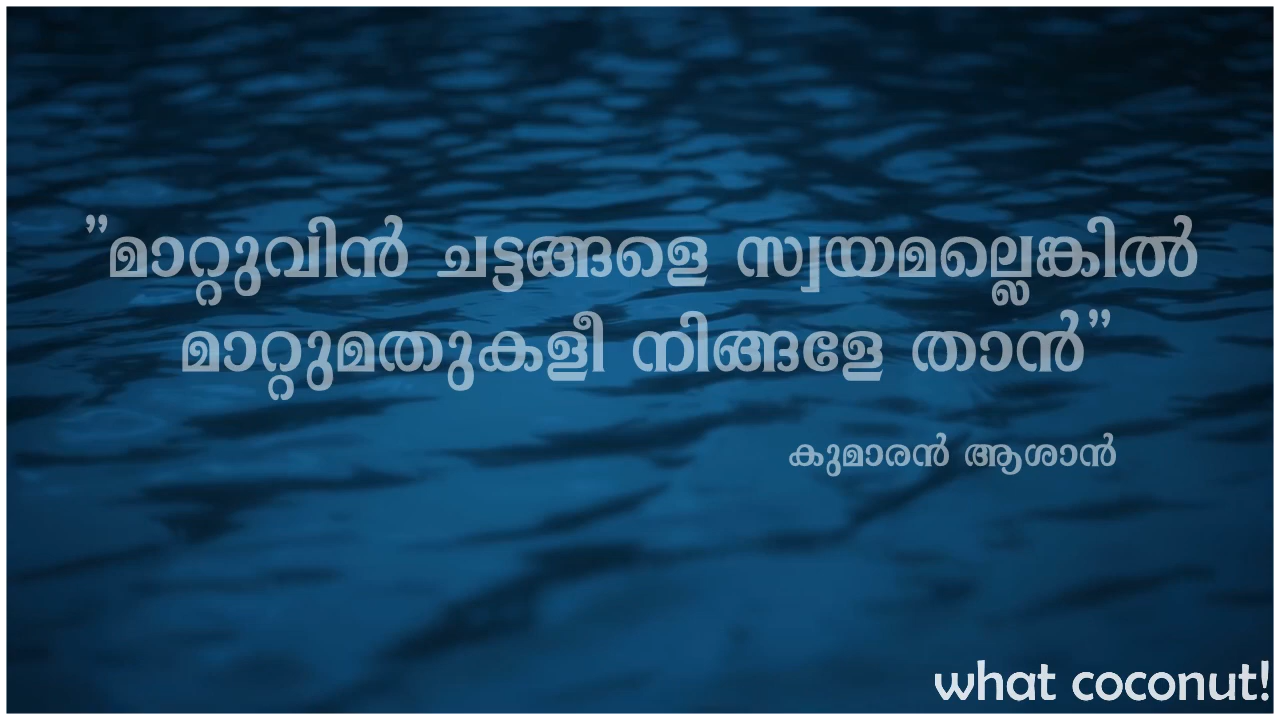 ”മാറ്റുവിൻ ചട്ടങ്ങളെ സ്വയമല്ലെങ്കിൽ
മാറ്റുമതുകളീ നിങ്ങളേ താൻ”
കുമാരൻ ആശാൻ
what coconut!